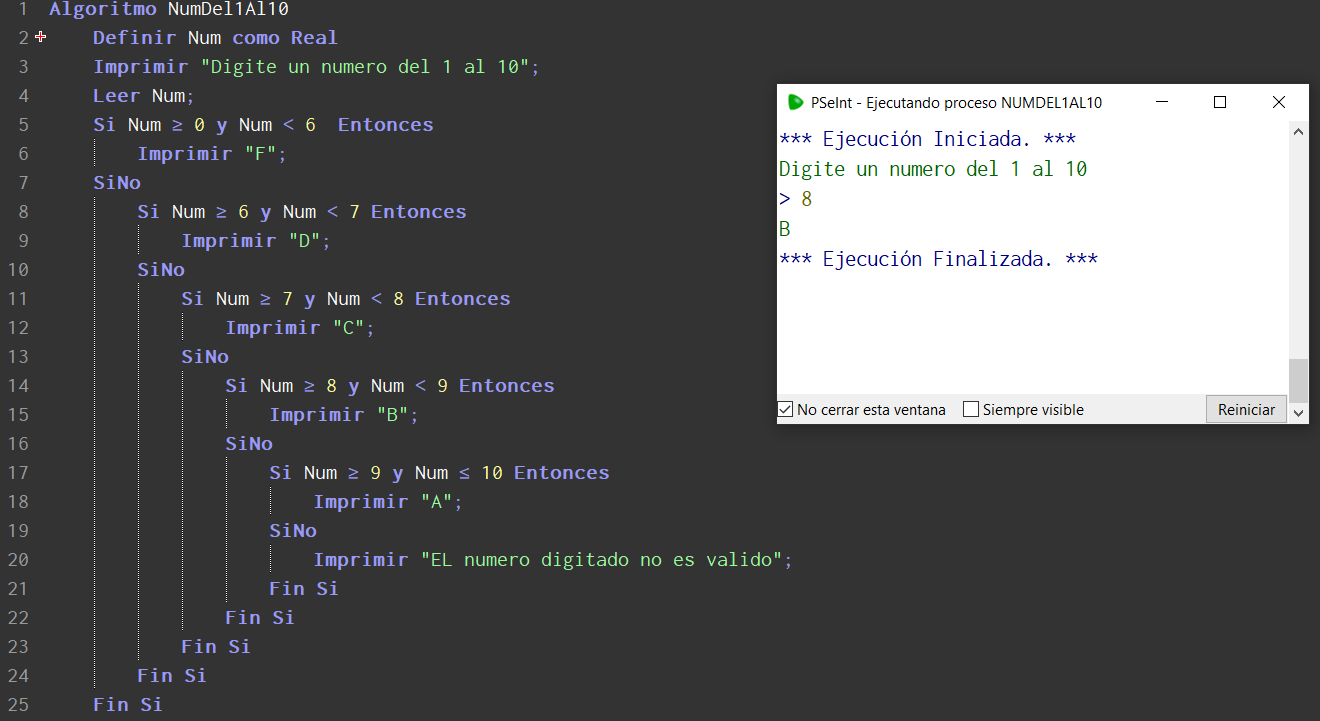 1 Algoritmo NumDel1Al10
2 Definir Num como Real
3 Imprimir "Digite un numero del 1 al 10";
4 Leer Num;
5 Si Num ≥ 0 y Num < 6 Entonces
6 Imprimir "F";
7 SiNo
8 Si Num ≥ 6 y Num < 7 Entonces
9 Imprimir "D";
10 SiNo
11 Si Num ≥ 7 y Num < 8 Entonces
12 Imprimir "C";
13 SiNo
14 Si Num ≥ 8 y Num < 9 Entonces
15 Imprimir "B";
16 SiNo
17 Si Num ≥ 9 y Num ≤ 10 Entonces
18 Imprimir "A";
19 SiNo
20 Imprimir "EL numero digitado no es valido";
21 Fin Si
22 Fin Si
23 Fin Si
24 Fin Si
25 Fin Si
PSeInt - Ejecutando proceso NUMDEL1AL10
*** Ejecución Iniciada. ***
Digite un numero del 1 al 10
> 8
B
*** Ejecución Finalizada. ***
No cerrar esta ventana Siempre visible Reiniciar